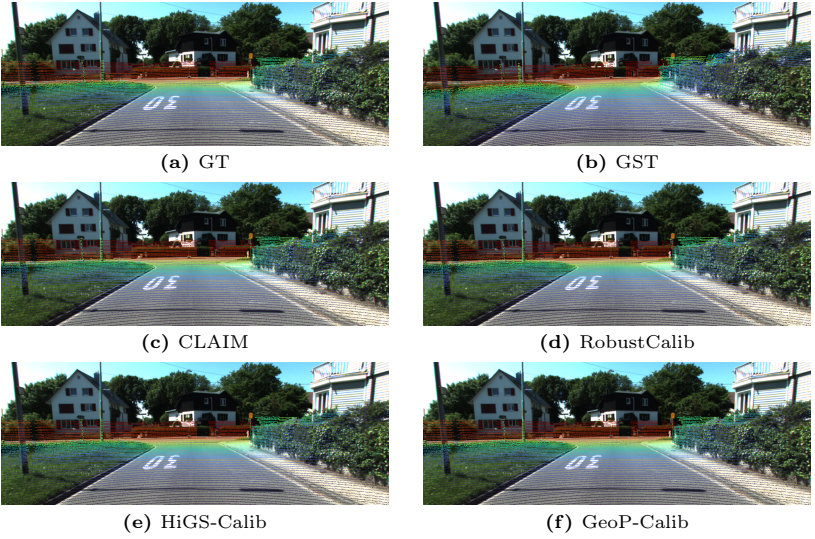 (a) GT
(b) GST
(c) CLAIM
(d) RobustCalib
(e) HiGS-Calib
(f) GeoP-Calib